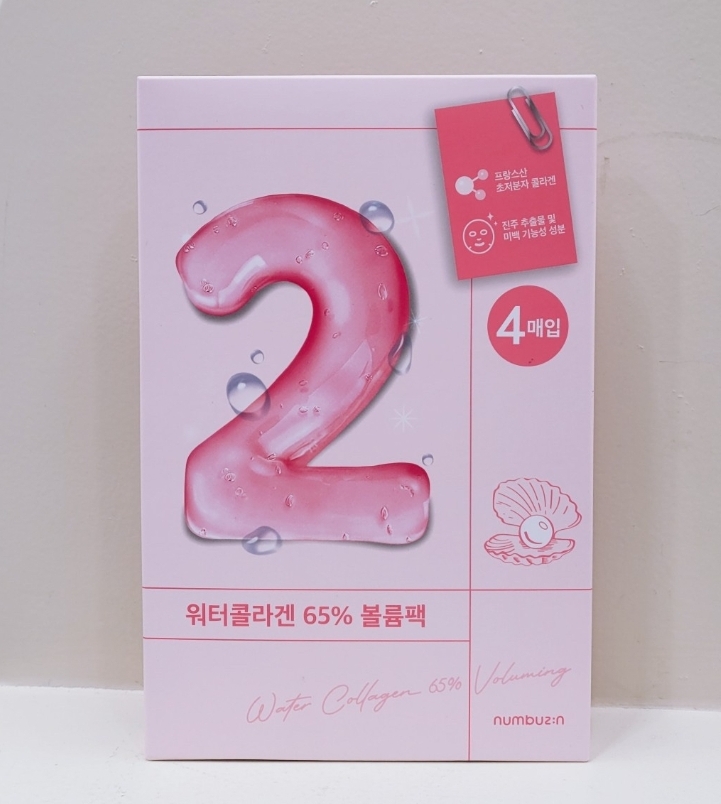 프랑스산
초저분자 콜라겐
진주 추출물 및
미백 기능성 성분
4매입
2
워터콜라겐 65% 볼륨팩
Water Collagen 65% Voluming
numbuz:n